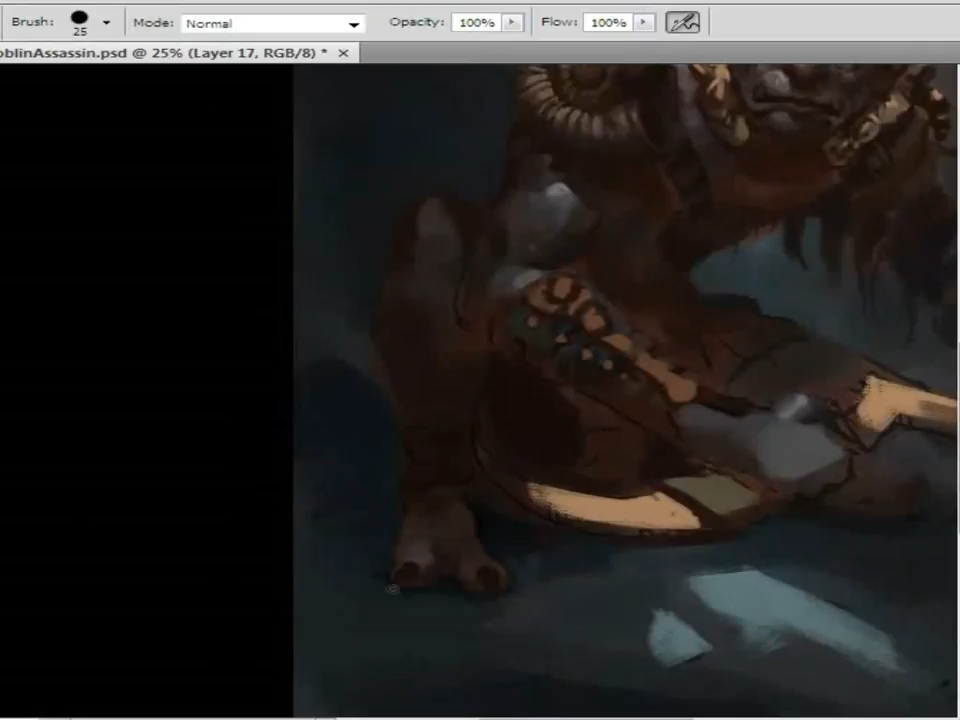 Brush: 25 Mode: Normal Opacity: 100% Flow: 100%
oblinAssassin.psd @ 25% (Layer 17, RGB/8) * ×